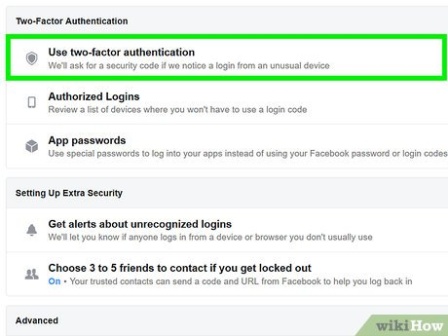 Two-Factor Authentication
Use two-factor authentication
We'll ask for a security code if we notice a login from an unusual device
Authorized Logins
Review a list of devices where you won't have to use a login code
App passwords
Use special passwords to log into your apps instead of using your Facebook password or login codes
Setting Up Extra Security
Get alerts about unrecognized logins
We'll let you know if anyone logs in from a device or browser you don't usually use
Choose 3 to 5 friends to contact if you get locked out
On • Your trusted contacts can send a code and URL from Facebook to help you log back in
Advanced
wikiHow